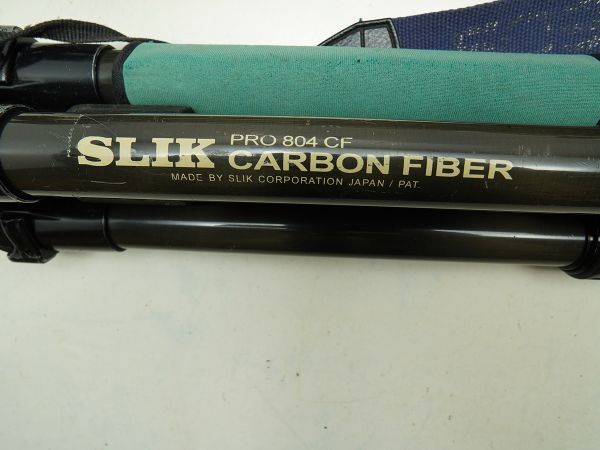 SLIK PRO 804 CF
CARBON FIBER
MADE BY SLIK CORPORATION JAPAN / PAT.